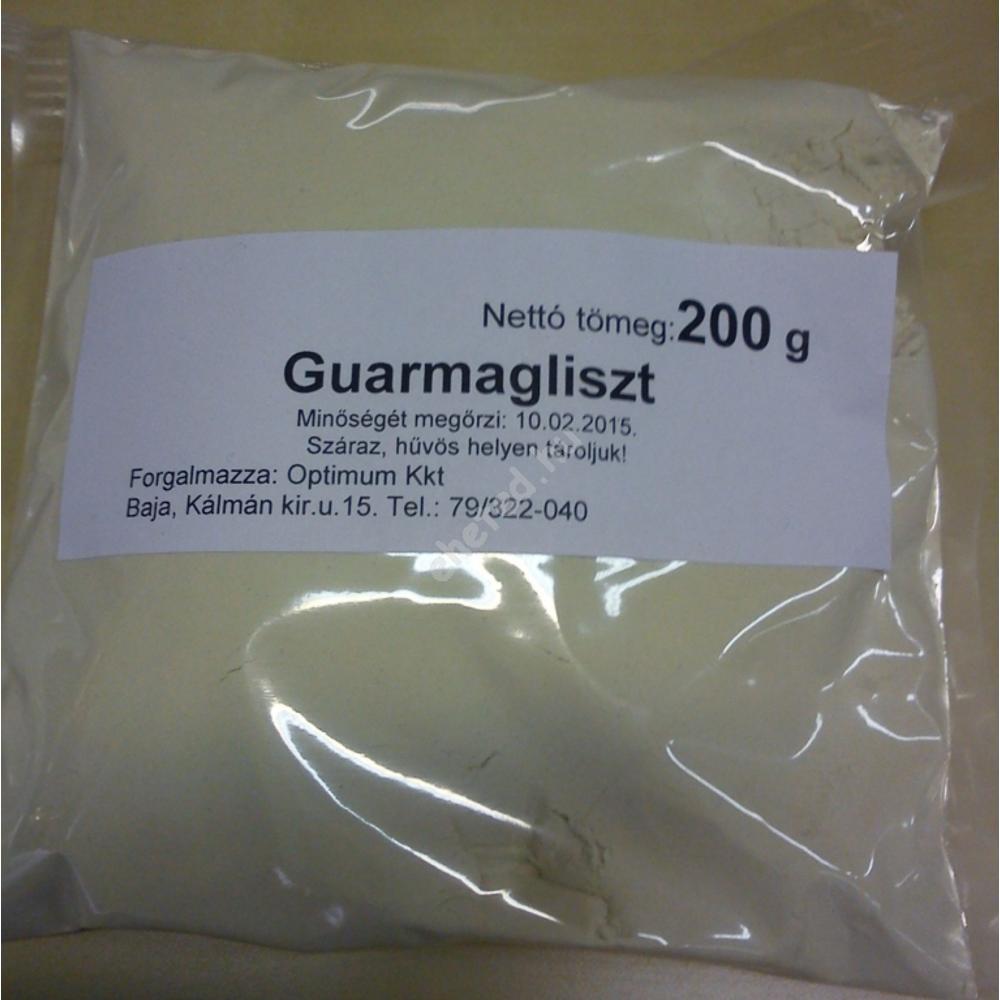 Nettó tömeg:200 g
Guarmagliszt
Minőségét megőrzi: 10.02.2015.
Száraz, hűvös helyen tároljuk!
Forgalmazza: Optimum Kkt
Baja, Kálmán kir.u.15. Tel.: 79/322-040